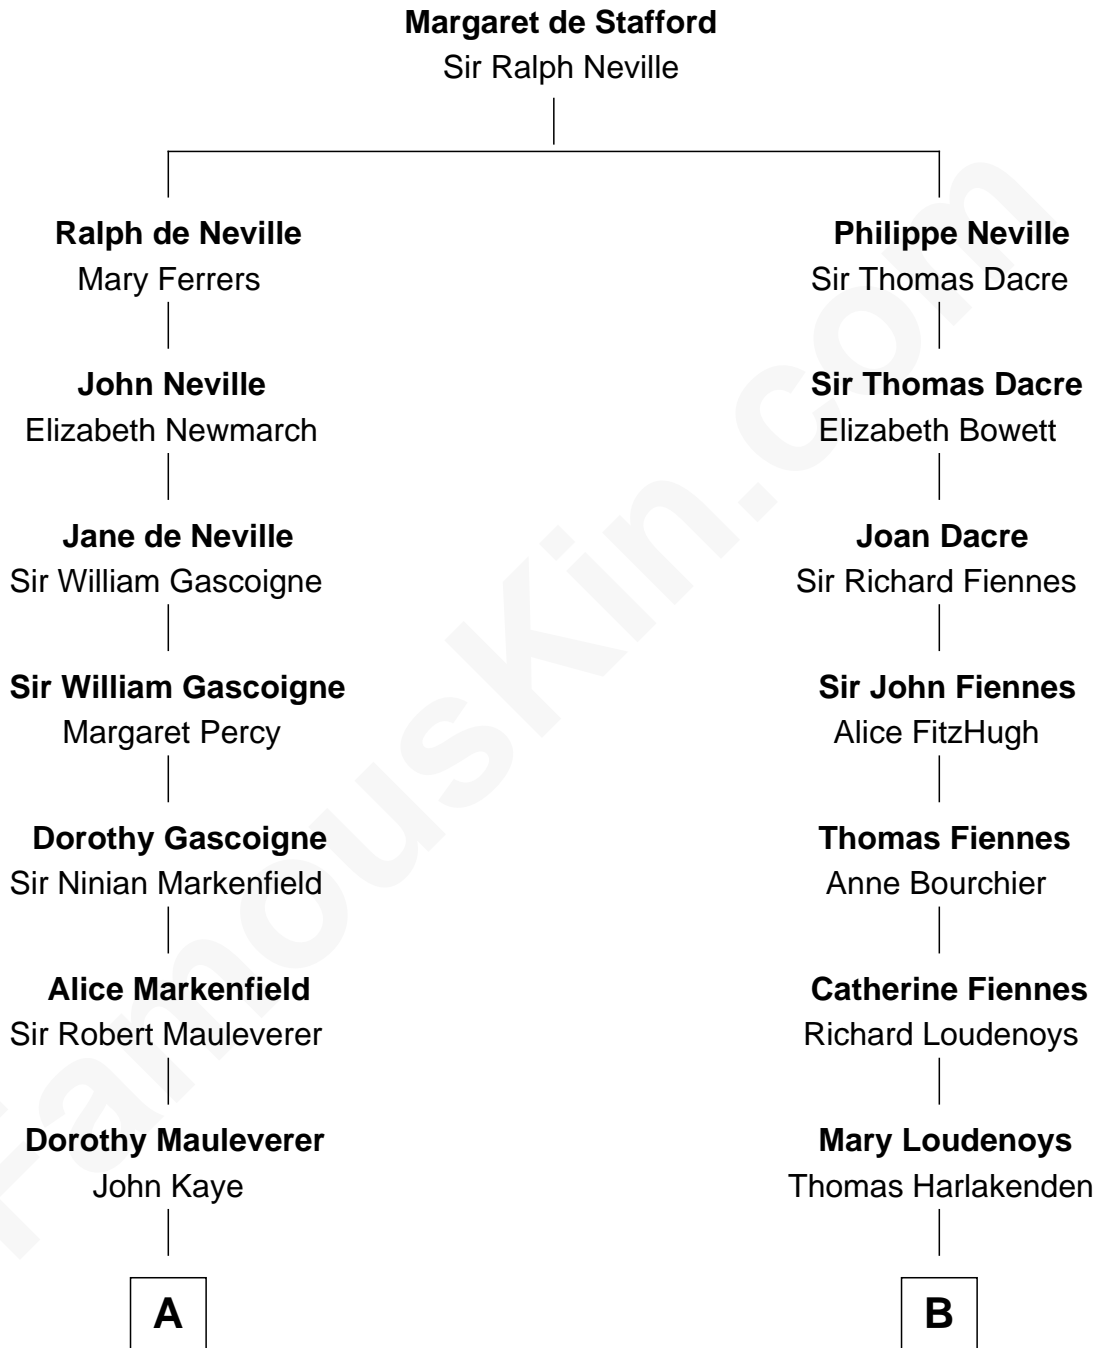 Margaret de Stafford
Sir Ralph Neville
Ralph de Neville
Mary Ferrers
Philippe Neville
Sir Thomas Dacre
John Neville
Elizabeth Newmarch
Sir Thomas Dacre
Elizabeth Bowett
Jane de Neville
Sir William Gascoigne
Joan Dacre
Sir Richard Fiennes
Sir William Gascoigne
Margaret Percy
Sir John Fiennes
Alice FitzHugh
Dorothy Gascoigne
Sir Ninian Markenfield
Thomas Fiennes
Anne Bourchier
Alice Markenfield
Sir Robert Mauleverer
Catherine Fiennes
Richard Loudenoys
Dorothy Mauleverer
John Kaye
Mary Loudenoys
Thomas Harlakenden
A
B
FamousKin.com